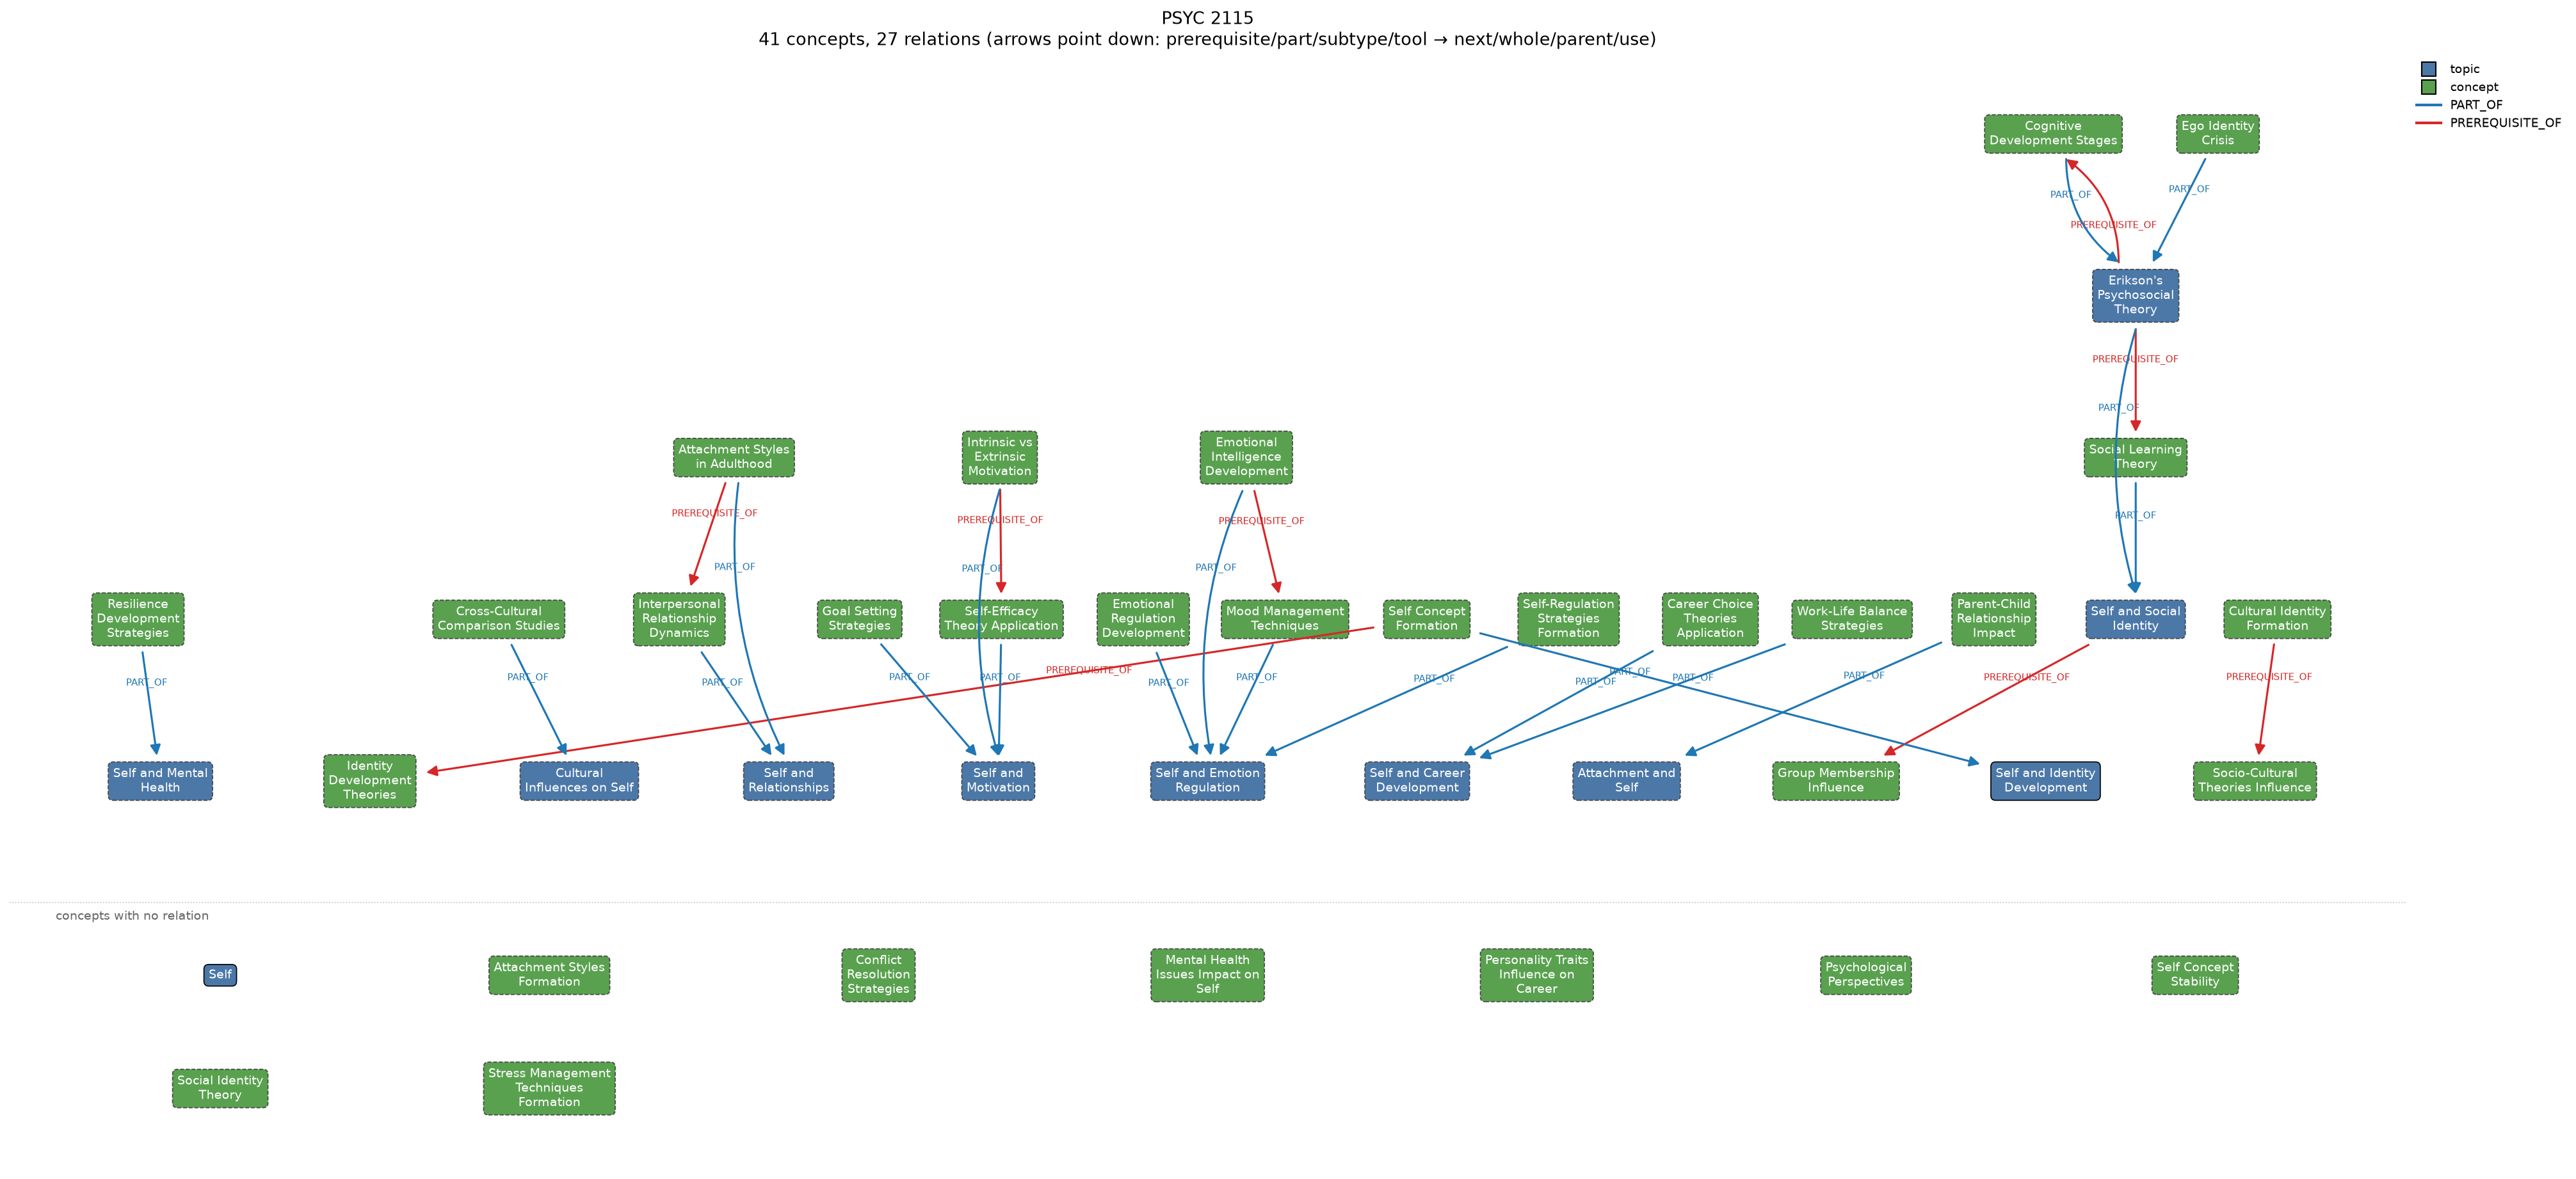 PSYC 2115
41 concepts, 27 relations (arrows point down: prerequisite/part/subtype/tool → next/whole/parent/use)
topic
concept
PART_OF
PREREQUISITE_OF
Cognitive
Development Stages
Ego Identity
Crisis
PART_OF
PART_OF
PREREQUISITE_OF
Erikson's
Psychosocial
Theory
PREREQUISITE_OF
PART_OF
Attachment Styles
in Adulthood
Intrinsic vs
Extrinsic
Motivation
Emotional
Intelligence
Development
Social Learning
Theory
PREREQUISITE_OF
PREREQUISITE_OF
PREREQUISITE_OF
PART_OF
PART_OF
PART_OF
PART_OF
Resilience
Development
Strategies
Cross-Cultural
Comparison Studies
Interpersonal
Relationship
Dynamics
Goal Setting
Strategies
Self-Efficacy
Theory Application
Emotional
Regulation
Development
Mood Management
Techniques
Self Concept
Formation
Self-Regulation
Strategies
Formation
Career Choice
Theories
Application
Work-Life Balance
Strategies
Parent-Child
Relationship
Impact
Self and Social
Identity
Cultural Identity
Formation
PART_OF
PART_OF
PART_OF
PART_OF
PART_OF
PREREQUISITE_OF
PART_OF
PART_OF
PART_OF
PART_OF
PART_OF
PART_OF
PART_OF
PREREQUISITE_OF
PREREQUISITE_OF
Self and Mental
Health
Identity
Development
Theories
Cultural
Influences on Self
Self and
Relationships
Self and
Motivation
Self and Emotion
Regulation
Self and Career
Development
Attachment and
Self
Group Membership
Influence
Self and Identity
Development
Socio-Cultural
Theories Influence
concepts with no relation
Self
Attachment Styles
Formation
Conflict
Resolution
Strategies
Mental Health
Issues Impact on
Self
Personality Traits
Influence on
Career
Psychological
Perspectives
Self Concept
Stability
Social Identity
Theory
Stress Management
Techniques
Formation